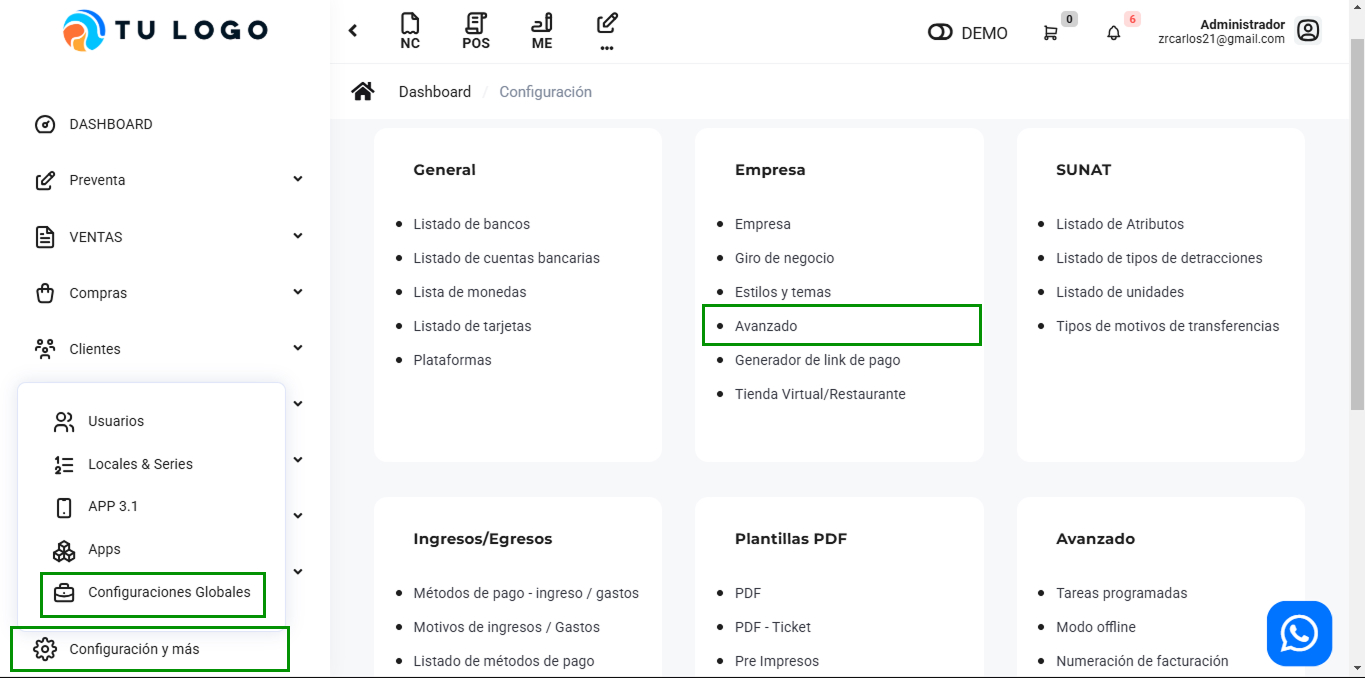 TU LOGO
NC
POS
ME
DEMO
0
6
Administrador
zrcarlos21@gmail.com
Dashboard / Configuración
DASHBOARD
Preventa
VENTAS
Compras
Clientes
Usuarios
Locales & Series
APP 3.1
Apps
Configuraciones Globales
Configuración y más
General
Listado de bancos
Listado de cuentas bancarias
Lista de monedas
Listado de tarjetas
Plataformas
Empresa
Empresa
Giro de negocio
Estilos y temas
Avanzado
Generador de link de pago
Tienda Virtual/Restaurante
SUNAT
Listado de Atributos
Listado de tipos de detracciones
Listado de unidades
Tipos de motivos de transferencias
Ingresos/Egresos
Métodos de pago - ingreso / gastos
Motivos de ingresos / Gastos
Listado de métodos de pago
Plantillas PDF
PDF
PDF - Ticket
Pre Impresos
Avanzado
Tareas programadas
Modo offline
Numeración de facturación